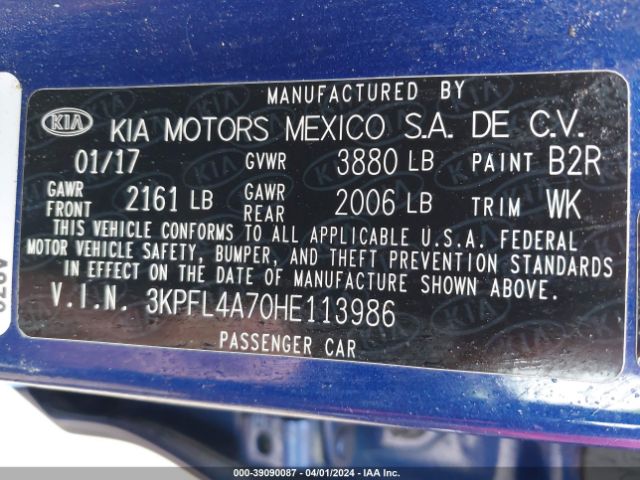 MANUFACTURED BY
KIA KIA MOTORS MEXICO S.A. DE C.V.
01/17 GVWR 3880 LB PAINT B2R
GAWR FRONT 2161 LB GAWR REAR 2006 LB TRIM WK
THIS VEHICLE CONFORMS TO ALL APPLICABLE U.S.A. FEDERAL
MOTOR VEHICLE SAFETY, BUMPER, AND THEFT PREVENTION STANDARDS
IN EFFECT ON THE DATE OF MANUFACTURE SHOWN ABOVE.
V.I.N. 3KPFL4A70HE113986
PASSENGER CAR
000-39090087 - 04/01/2024 - IAA